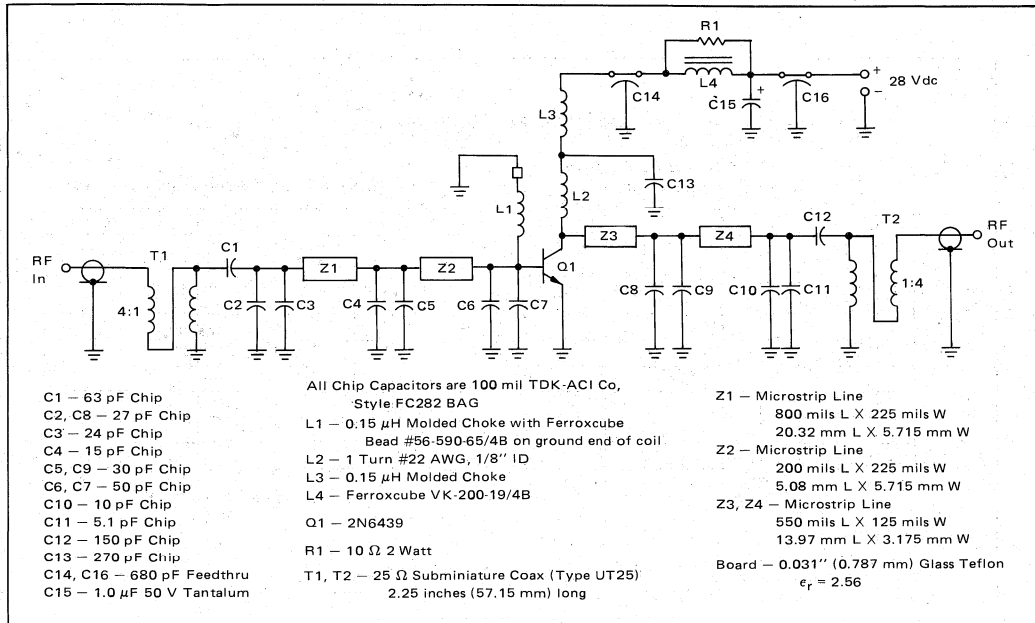 R1
L4
C14
C15
+
C16
+
−
28 Vdc
L3
C13
L2
L1
C12
T2
C1
T1
Z3
Z4
RF
Out
RF
In
Q1
Z1
Z2
1:4
4:1
C2
C3
C4
C5
C6
C7
C8
C9
C10
C11
C1 — 63 pF Chip
C2, C8 — 27 pF Chip
C3 — 24 pF Chip
C4 — 15 pF Chip
C5, C9 — 30 pF Chip
C6, C7 — 50 pF Chip
C10 — 10 pF Chip
C11 — 5.1 pF Chip
C12 — 150 pF Chip
C13 — 270 pF Chip
C14, C16 — 680 pF Feedthru
C15 — 1.0 µF 50 V Tantalum
All Chip Capacitors are 100 mil TDK-ACI Co,
Style FC282 BAG
L1 — 0.15 µH Molded Choke with Ferroxcube
Bead #56-590-65/4B on ground end of coil
L2 — 1 Turn #22 AWG, 1/8'' ID
L3 — 0.15 µH Molded Choke
L4 — Ferroxcube VK-200-19/4B
Q1 — 2N6439
R1 — 10 Ω 2 Watt
T1, T2 — 25 Ω Subminiature Coax (Type UT25)
2.25 inches (57.15 mm) long
Z1 — Microstrip Line
800 mils L X 225 mils W
20.32 mm L X 5.715 mm W
Z2 — Microstrip Line
200 mils L X 225 mils W
5.08 mm L X 5.715 mm W
Z3, Z4 — Microstrip Line
550 mils L X 125 mils W
13.97 mm L X 3.175 mm W
Board — 0.031'' (0.787 mm) Glass Teflon
εr = 2.56